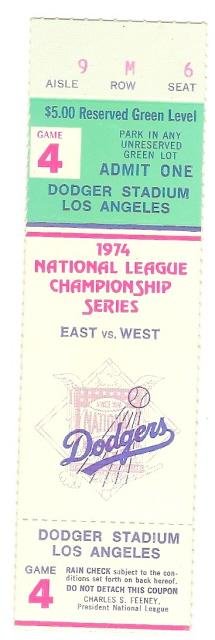 9 M 6
AISLE ROW SEAT
$5.00 Reserved Green Level
GAME
4
PARK IN ANY
UNRESERVED
GREEN LOT
ADMIT ONE
DODGER STADIUM
LOS ANGELES
1974
NATIONAL LEAGUE
CHAMPIONSHIP
SERIES
EAST vs. WEST
Dodgers
DODGER STADIUM
LOS ANGELES
GAME
4
RAIN CHECK subject to the con-
ditions set forth on back hereof.
DO NOT DETACH THIS COUPON
CHARLES S. FEENEY,
President National League